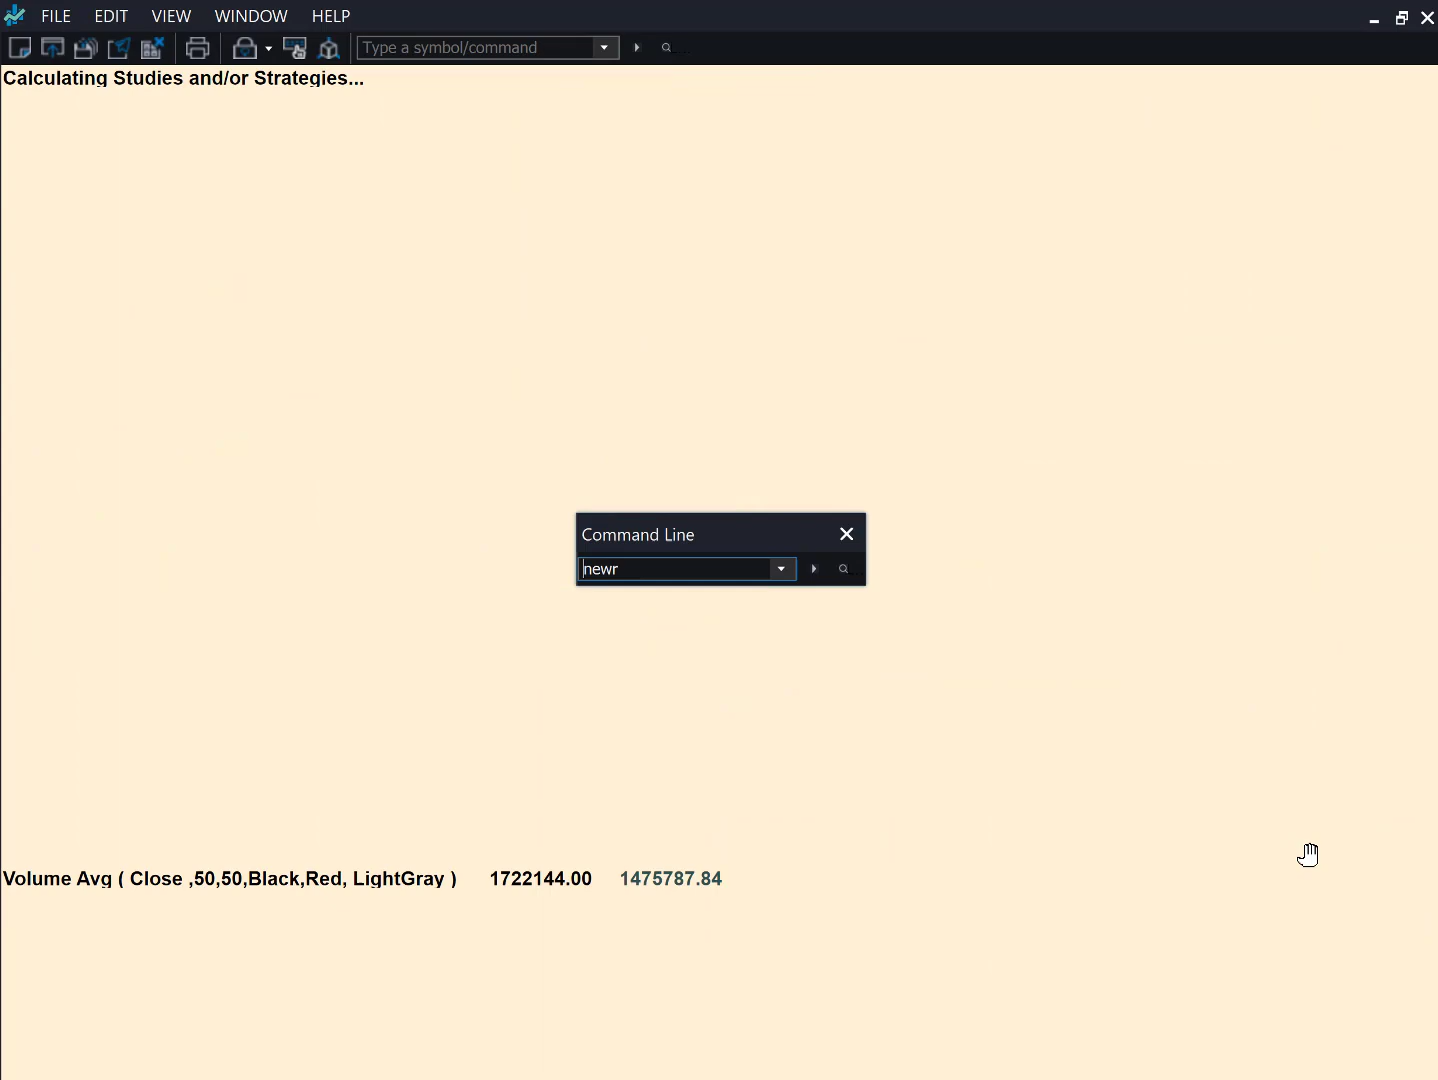 FILE EDIT VIEW WINDOW HELP
Type a symbol/command
Calculating Studies and/or Strategies...
Command Line
newr
Volume Avg ( Close ,50,50,Black,Red, LightGray ) 1722144.00 1475787.84